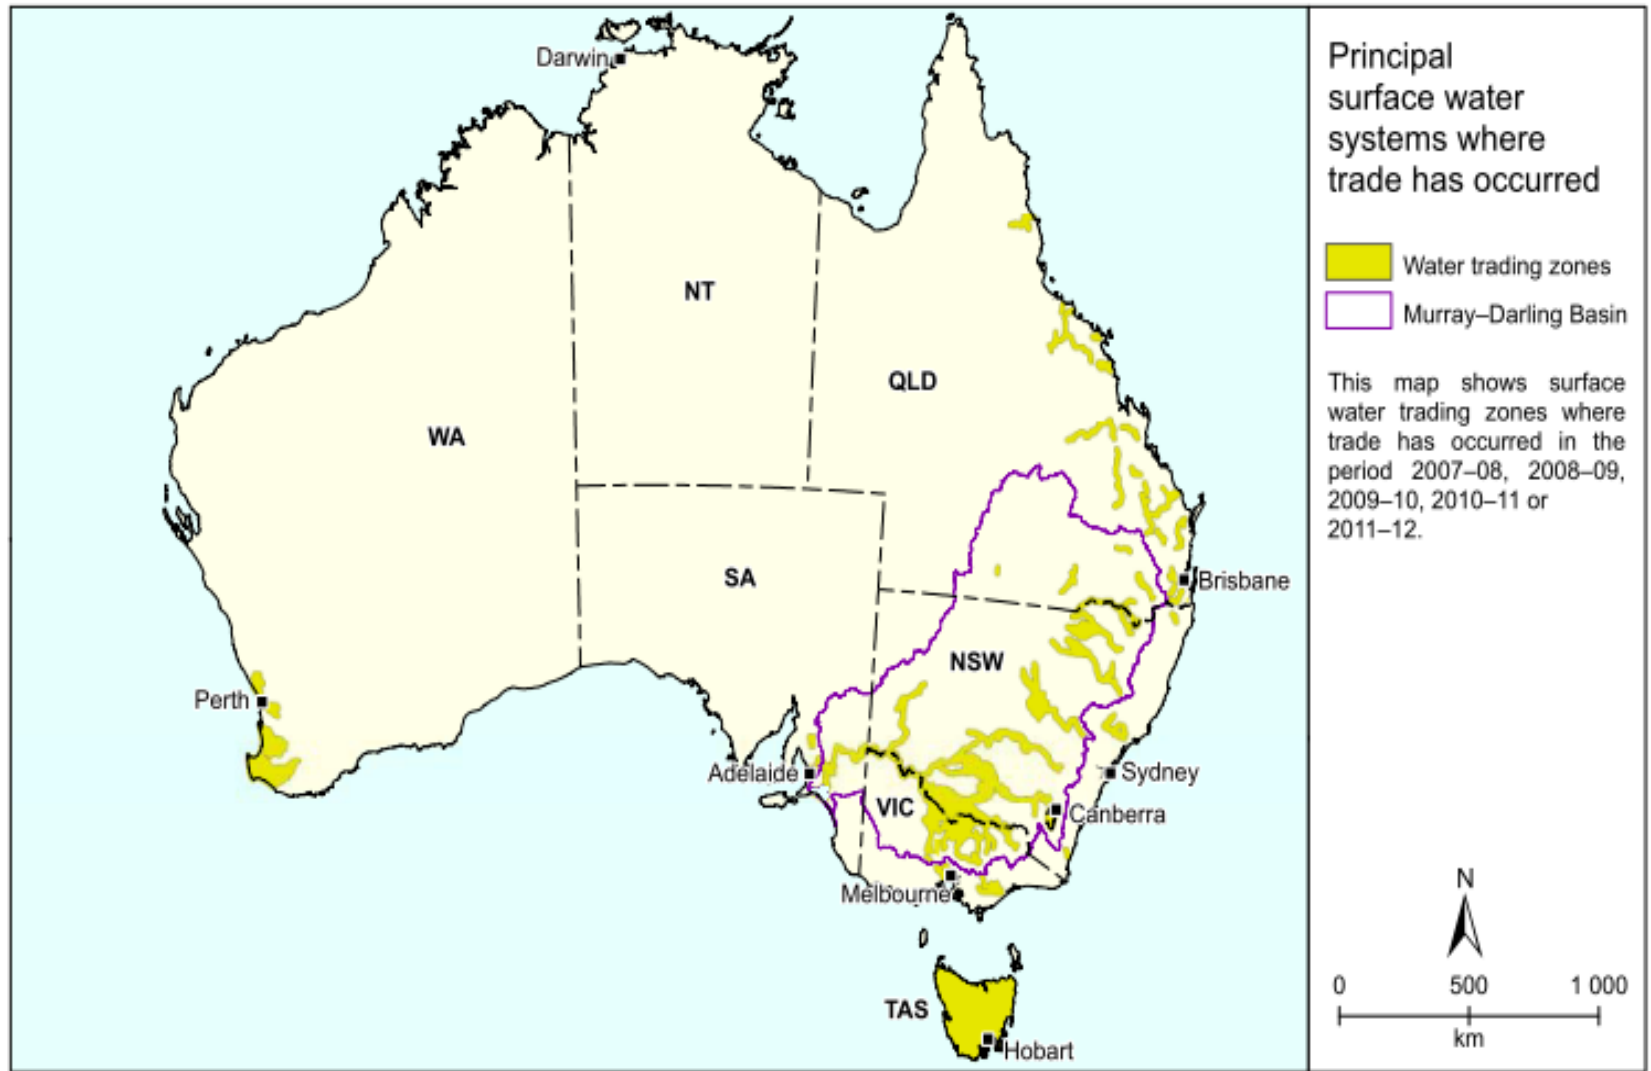 Darwin
NT
QLD
WA
SA
Brisbane
NSW
Perth
Adelaide
Sydney
VIC
Canberra
Melbourne
TAS
Hobart
Principal
surface water
systems where
trade has occurred
Water trading zones
Murray–Darling Basin
This map shows surface
water trading zones where
trade has occurred in the
period 2007–08, 2008–09,
2009–10, 2010–11 or
2011–12.
N
0 500 1 000
km